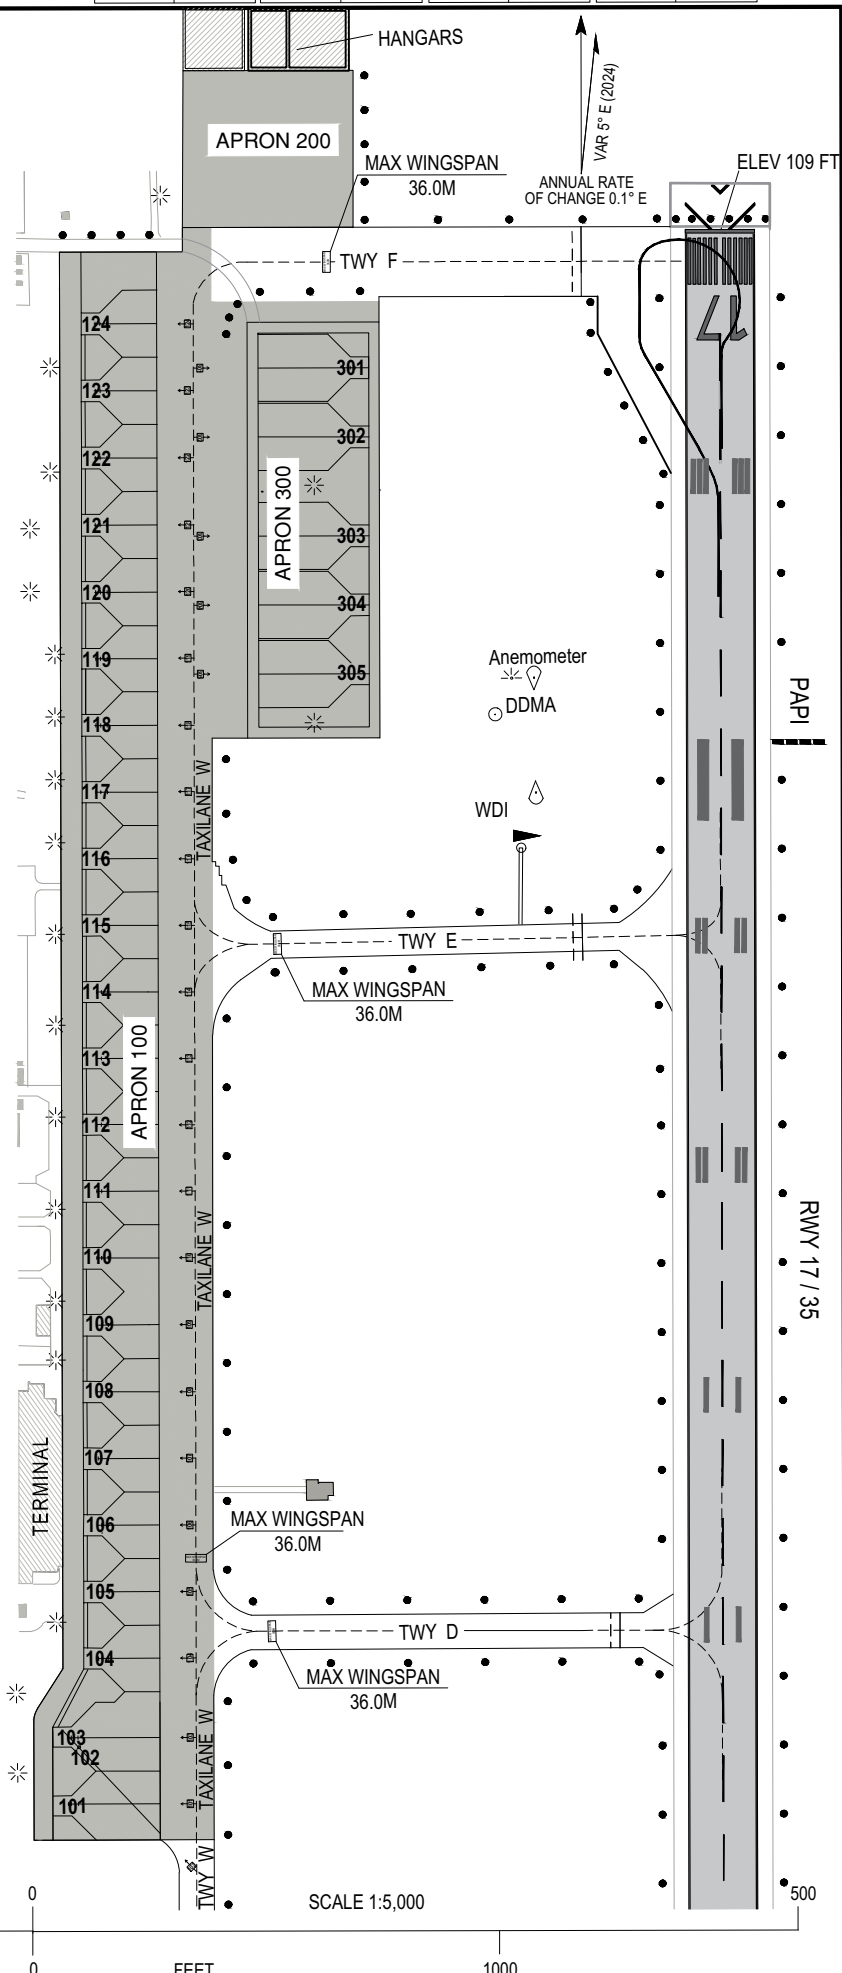 HANGARS
APRON 200
VAR 5° E (2024)
MAX WINGSPAN
36.0M
ANNUAL RATE
OF CHANGE 0.1° E
ELEV 109 FT
TWY F
17
124
123
122
121
120
119
118
117
116
115
114
113
112
111
110
109
108
107
106
105
104
103
102
101
301
302
303
304
305
APRON 300
Anemometer
DDMA
PAPI
WDI
TAXILANE W
TWY E
MAX WINGSPAN
36.0M
APRON 100
TAXILANE W
RWY 17 / 35
TERMINAL
MAX WINGSPAN
36.0M
TWY D
MAX WINGSPAN
36.0M
TAXILANE W
TWY W
SCALE 1:5,000
0
500
0
FEET
1000